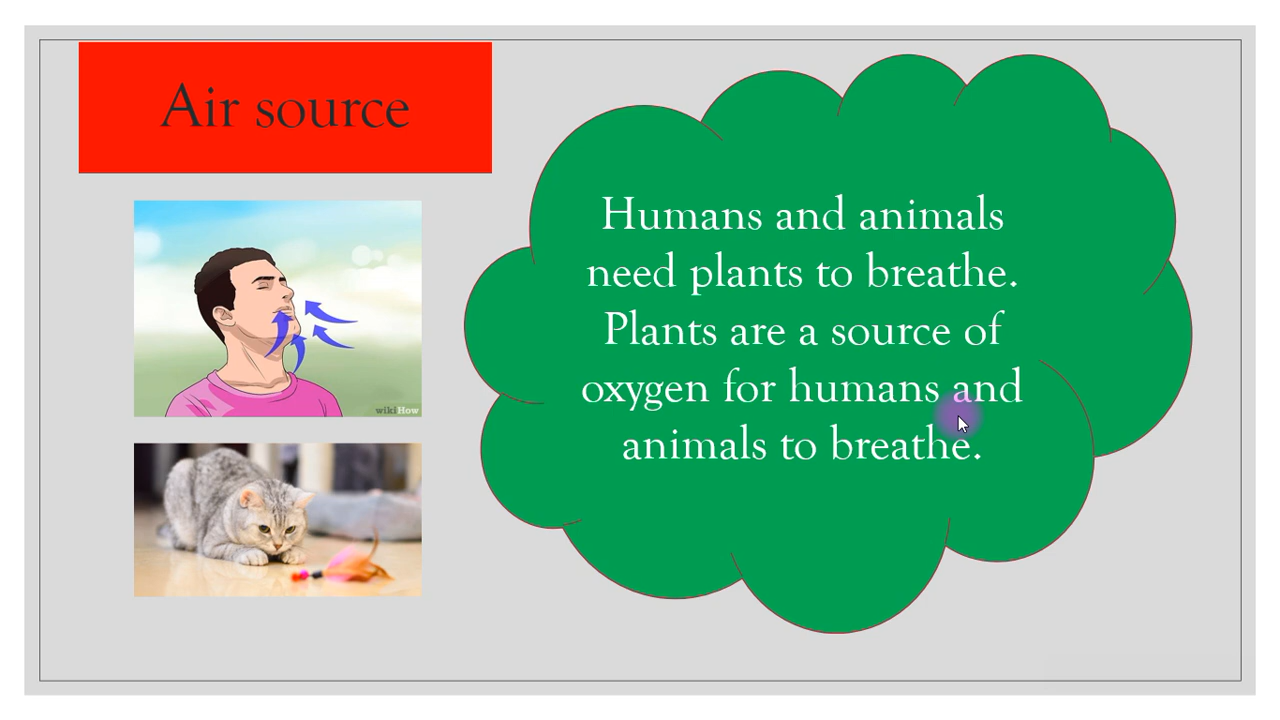 Air source
Humans and animals
need plants to breathe.
Plants are a source of
oxygen for humans and
animals to breathe.
wikiHow